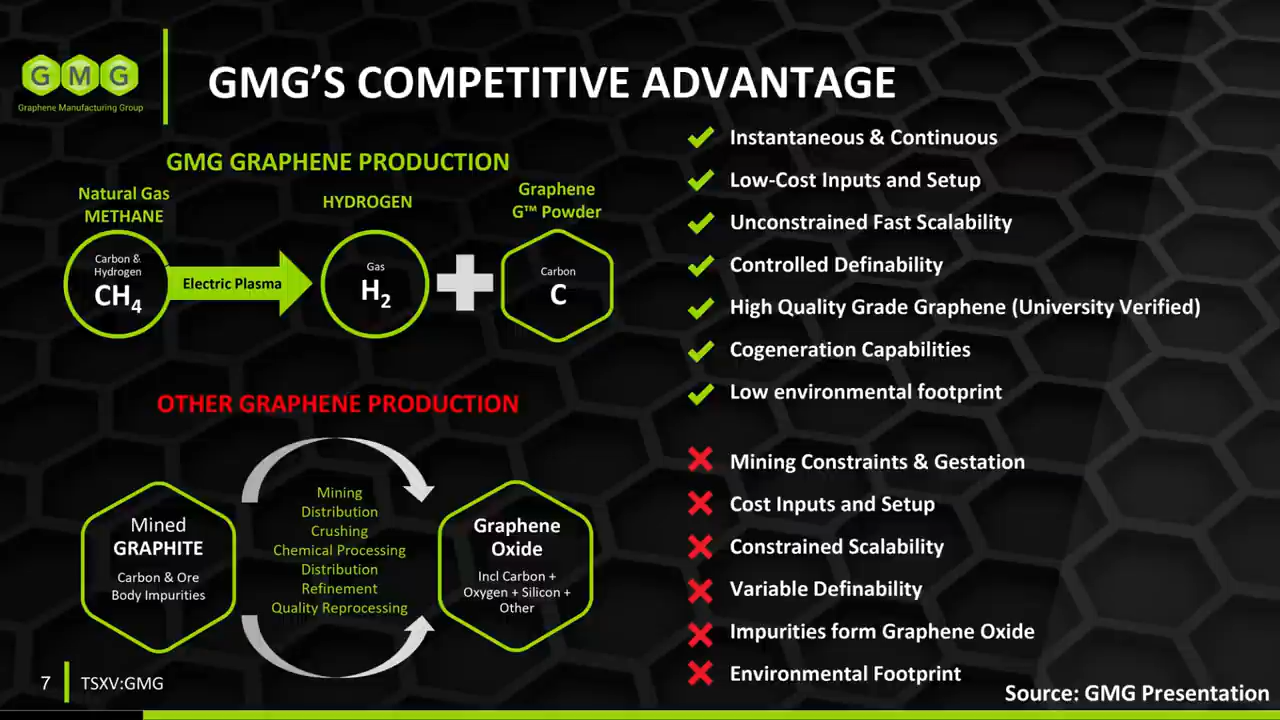 GMG
Graphene Manufacturing Group
GMG'S COMPETITIVE ADVANTAGE
GMG GRAPHENE PRODUCTION
Natural Gas
METHANE
HYDROGEN
Graphene
G™ Powder
Carbon &
Hydrogen
CH₄
Electric Plasma
Gas
H₂
Carbon
C
Instantaneous & Continuous
Low-Cost Inputs and Setup
Unconstrained Fast Scalability
Controlled Definability
High Quality Grade Graphene (University Verified)
Cogeneration Capabilities
Low environmental footprint
OTHER GRAPHENE PRODUCTION
Mined
GRAPHITE
Carbon & Ore
Body Impurities
Mining
Distribution
Crushing
Chemical Processing
Distribution
Refinement
Quality Reprocessing
Graphene
Oxide
Incl Carbon +
Oxygen + Silicon +
Other
Mining Constraints & Gestation
Cost Inputs and Setup
Constrained Scalability
Variable Definability
Impurities form Graphene Oxide
Environmental Footprint
7
TSXV:GMG
Source: GMG Presentation